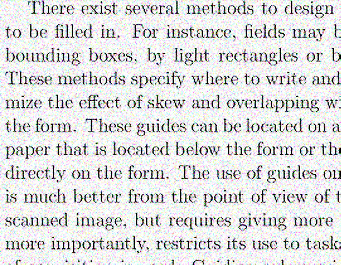 There exist several methods to design
to be filled in. For instance, fields may
bounding boxes, by light rectangles or
These methods specify where to write and
mize the effect of skew and overlapping
the form. These guides can be located on a
paper that is located below the form or
directly on the form. The use of guides on
is much better from the point of view of
scanned image, but requires giving more
more importantly, restricts its use to